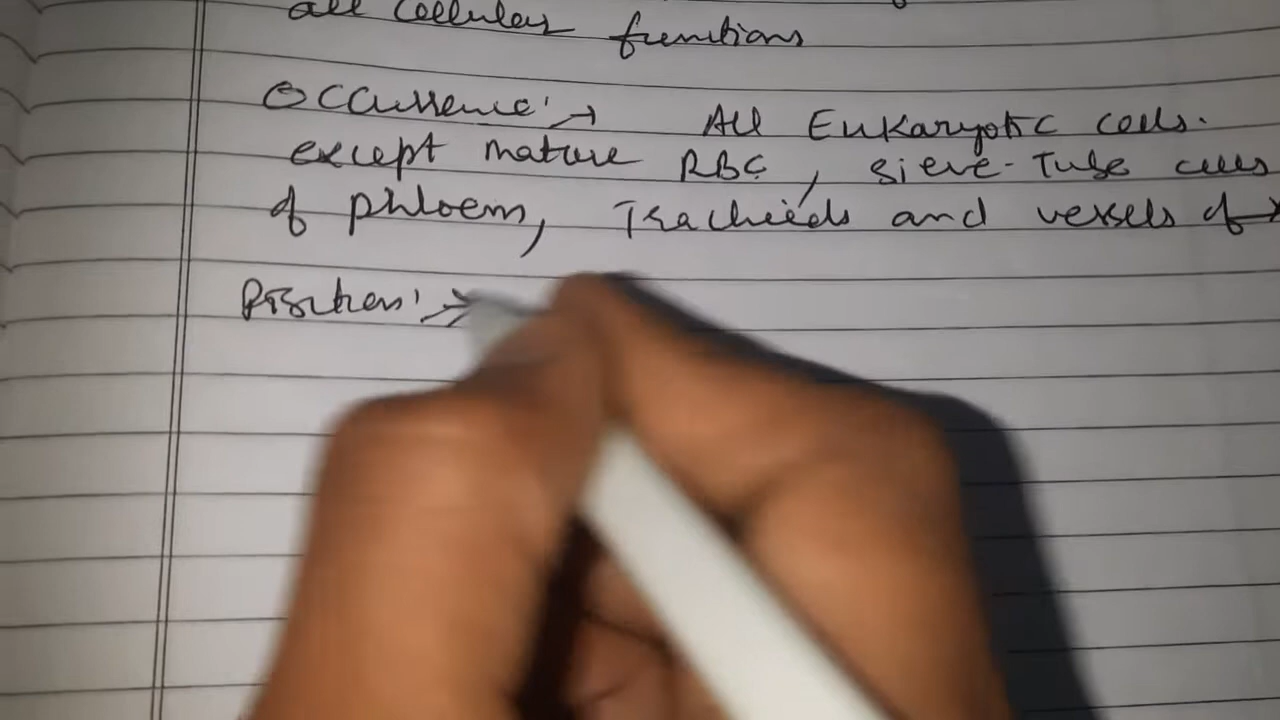 all Cellular functions
Occurrence:→ All Eukaryotic cells.
except mature RBC, Sieve-Tube cells
of phloem, Tracheids and vessels of
Position:→